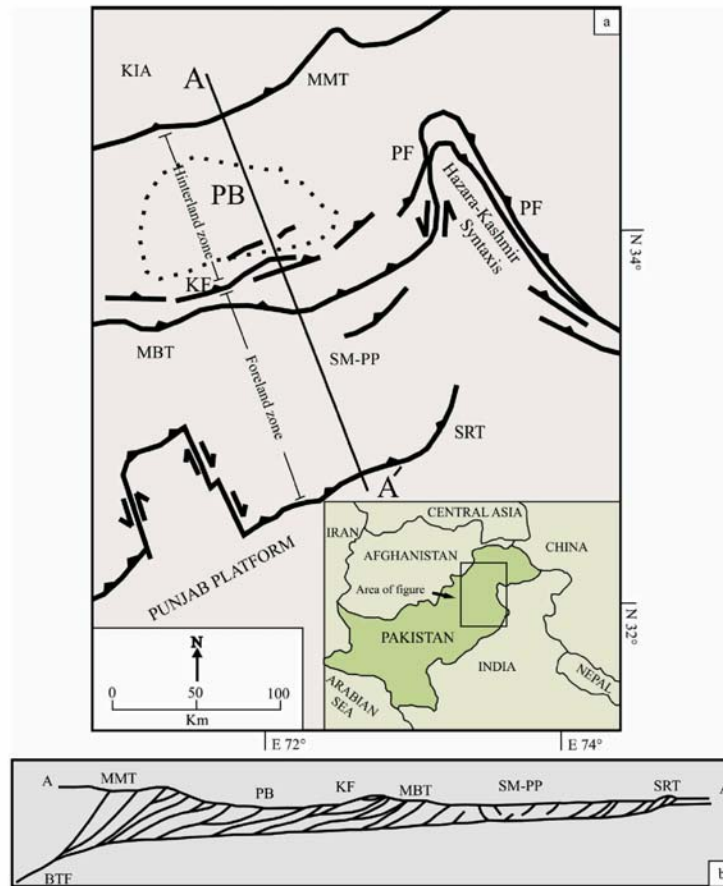 a
KIA
A
MMT
PF
Hinterland zone
PB
PF
Hazara-Kashmir
Syntaxis
N 34°
KF
MBT
SM-PP
Foreland zone
SRT
A´
PUNJAB PLATFORM
CENTRAL ASIA
IRAN
AFGHANISTAN
CHINA
Area of figure
PAKISTAN
INDIA
NEPAL
ARABIAN
SEA
N 32°
N
0 50 100
Km
E 72° E 74°
A MMT PB KF MBT SM-PP SRT
BTF
b